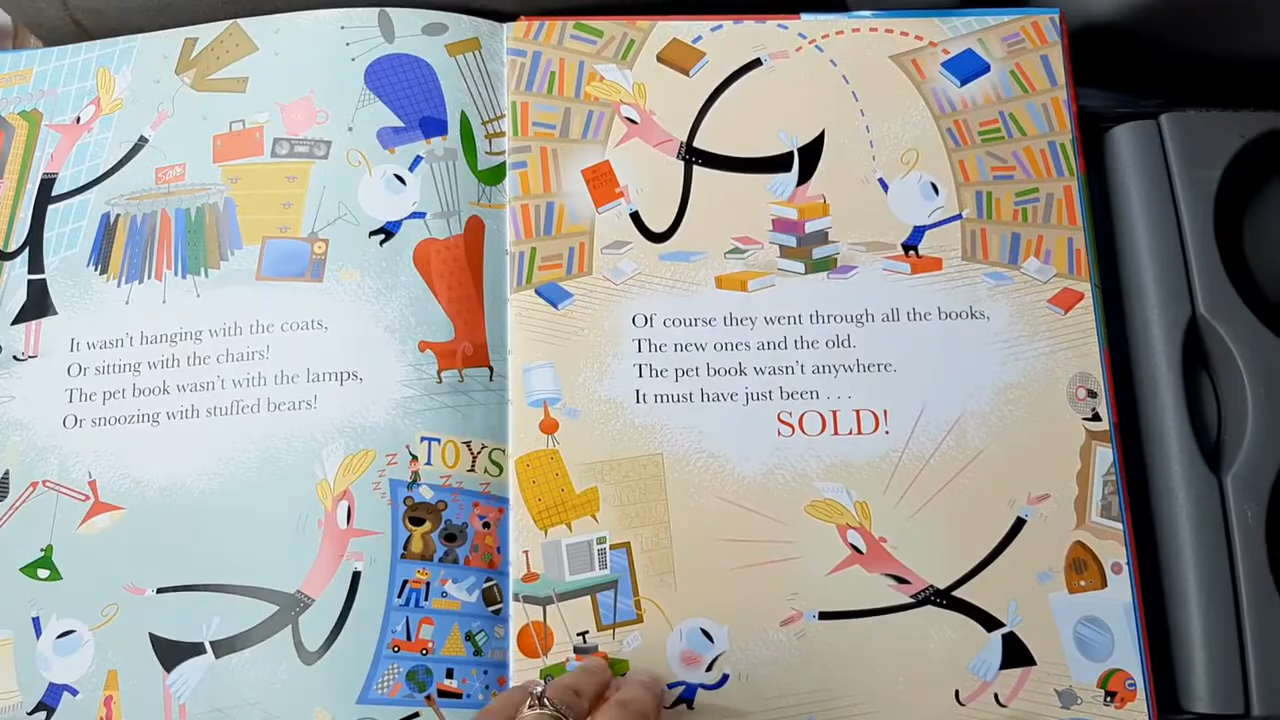 Sale
It wasn't hanging with the coats,
Or sitting with the chairs!
The pet book wasn't with the lamps,
Or snoozing with stuffed bears!
TOYS
Z Z Z Z Z Z
Of course they went through all the books,
The new ones and the old.
The pet book wasn't anywhere.
It must have just been . . .
SOLD!